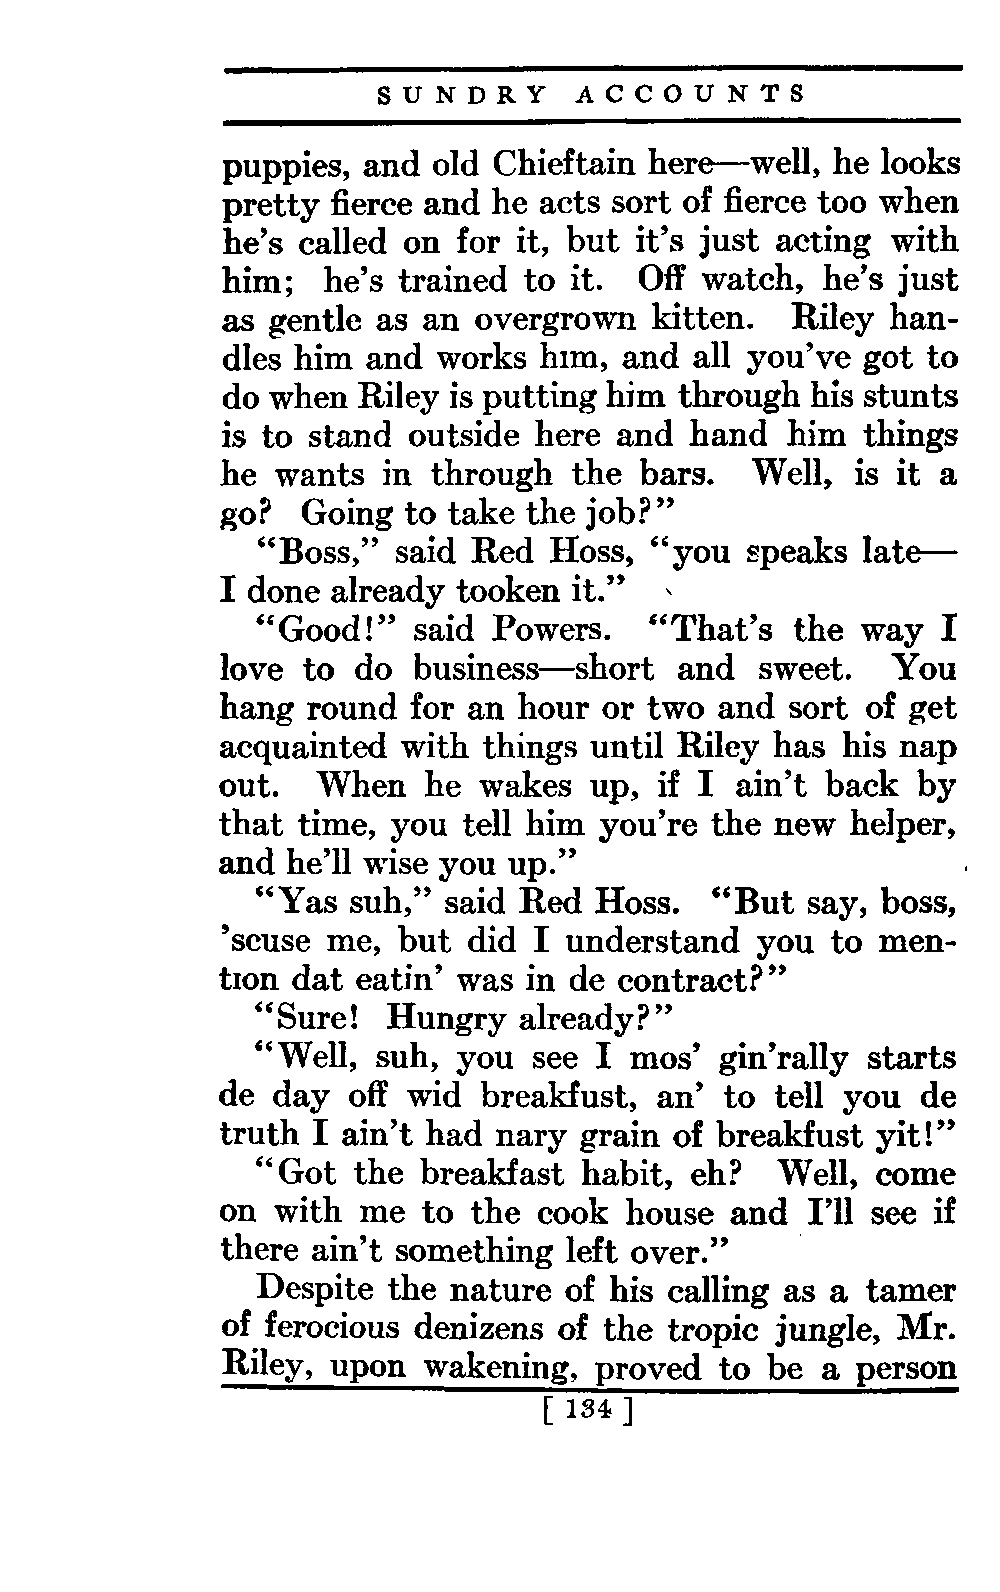 SUNDRY ACCOUNTS
puppies, and old Chieftain here—well, he looks
pretty fierce and he acts sort of fierce too when
he's called on for it, but it's just acting with
him; he's trained to it. Off watch, he's just
as gentle as an overgrown kitten. Riley han-
dles him and works him, and all you've got to
do when Riley is putting him through his stunts
is to stand outside here and hand him things
he wants in through the bars. Well, is it a
go? Going to take the job?”
“Boss,” said Red Hoss, “you speaks late—
I done already tooken it.”
“Good!” said Powers. “That's the way I
love to do business—short and sweet. You
hang round for an hour or two and sort of get
acquainted with things until Riley has his nap
out. When he wakes up, if I ain't back by
that time, you tell him you're the new helper,
and he'll wise you up.”
“Yas suh,” said Red Hoss. “But say, boss,
'scuse me, but did I understand you to men-
tion dat eatin' was in de contract?”
“Sure! Hungry already?”
“Well, suh, you see I mos' gin'rally starts
de day off wid breakfust, an' to tell you de
truth I ain't had nary grain of breakfust yit!”
“Got the breakfast habit, eh? Well, come
on with me to the cook house and I'll see if
there ain't something left over.”
Despite the nature of his calling as a tamer
of ferocious denizens of the tropic jungle, Mr.
Riley, upon wakening, proved to be a person
[ 134 ]